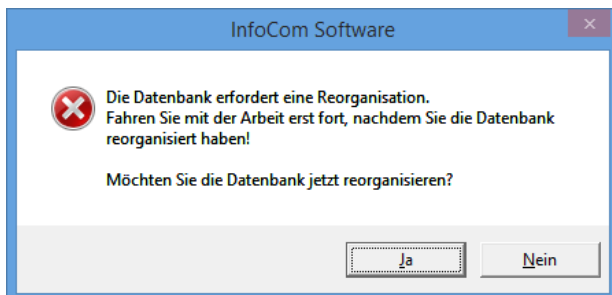 InfoCom Software
Die Datenbank erfordert eine Reorganisation.
Fahren Sie mit der Arbeit erst fort, nachdem Sie die Datenbank
reorganisiert haben!
Möchten Sie die Datenbank jetzt reorganisieren?
Ja
Nein